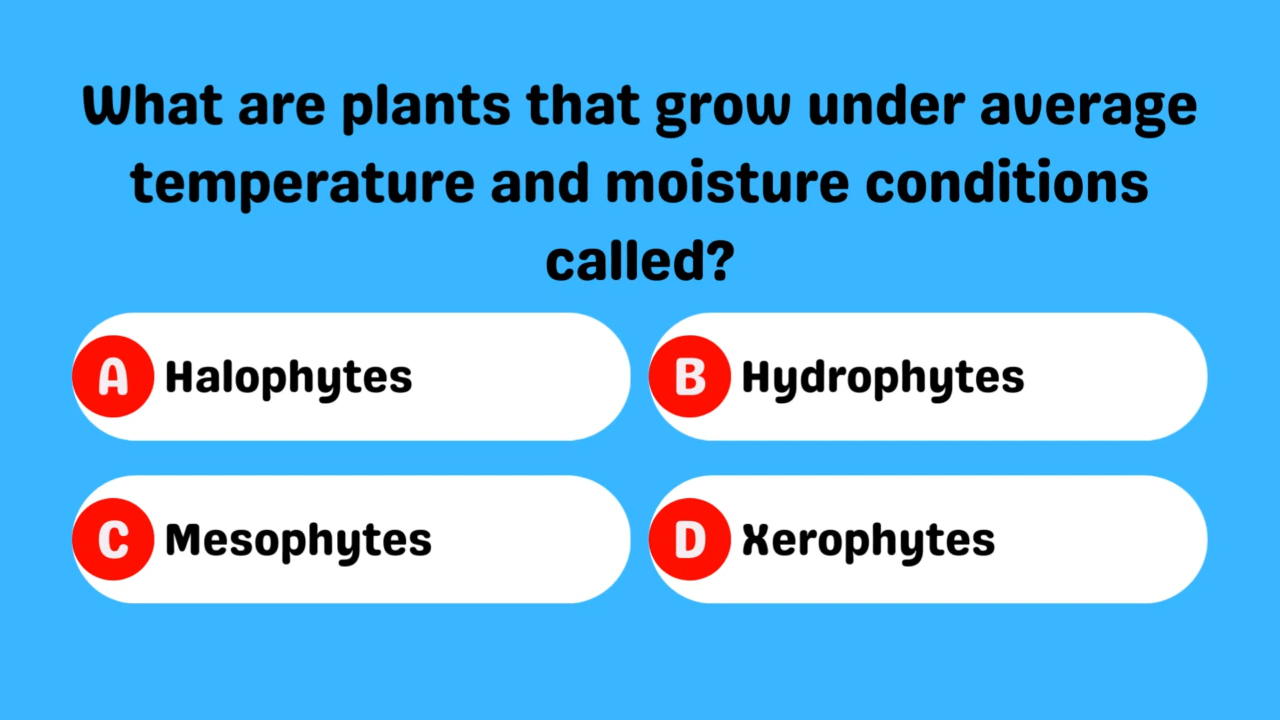 What are plants that grow under average
temperature and moisture conditions
called?
A Halophytes
B Hydrophytes
C Mesophytes
D Xerophytes